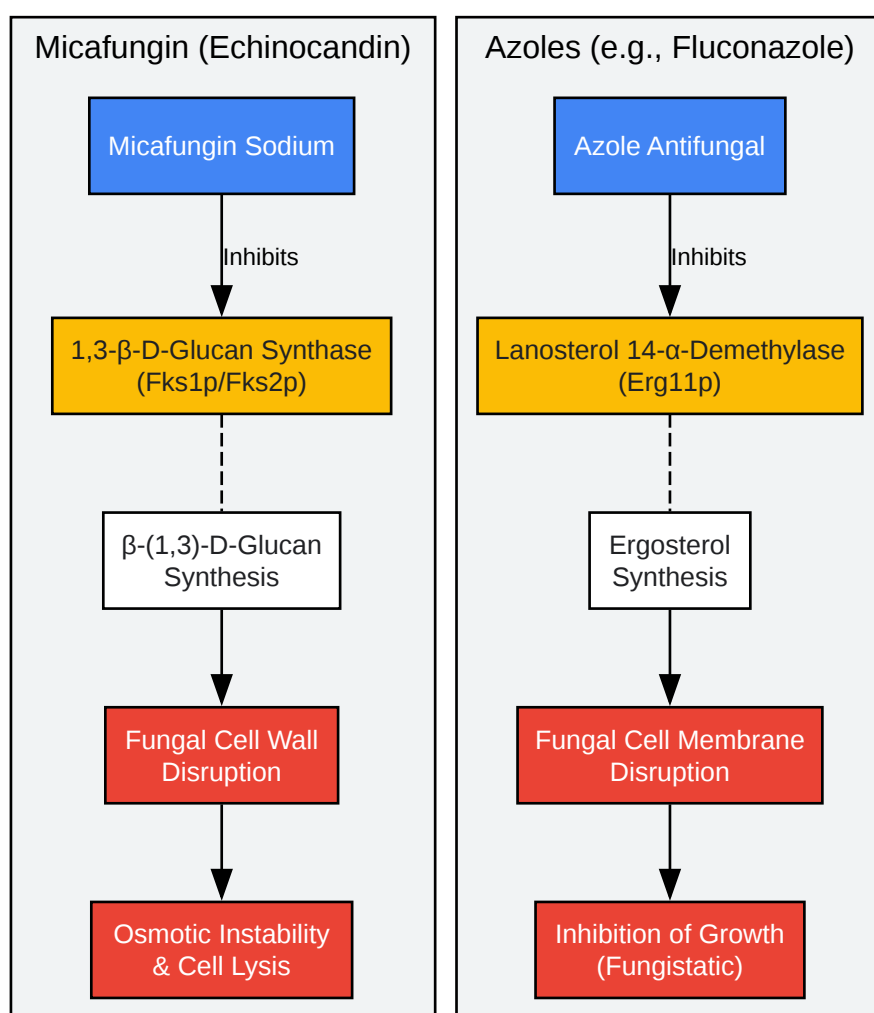 Micafungin (Echinocandin)
Micafungin Sodium
Inhibits
1,3-β-D-Glucan Synthase
(Fks1p/Fks2p)
β-(1,3)-D-Glucan
Synthesis
Fungal Cell Wall
Disruption
Osmotic Instability
& Cell Lysis
Azoles (e.g., Fluconazole)
Azole Antifungal
Inhibits
Lanosterol 14-α-Demethylase
(Erg11p)
Ergosterol
Synthesis
Fungal Cell Membrane
Disruption
Inhibition of Growth
(Fungistatic)